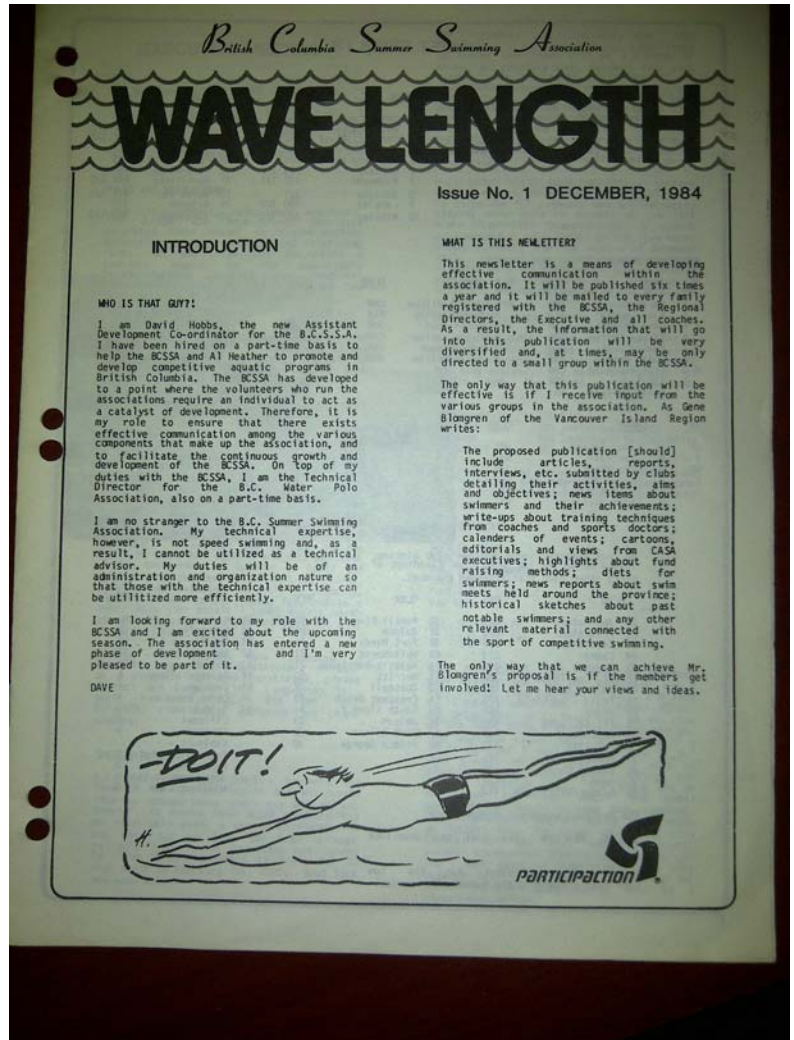 British Columbia Summer Swimming Association
WAVE LENGTH
Issue No. 1 DECEMBER, 1984
INTRODUCTION
WHO IS THAT GUY?!
I am David Hobbs, the new Assistant
Development Co-ordinator for the B.C.S.S.A.
I have been hired on a part-time basis to
help the BCSSA and Al Heather to promote and
develop competitive aquatic programs in
British Columbia. The BCSSA has developed
to a point where the volunteers who run the
associations require an individual to act as
a catalyst of development. Therefore, it is
my role to ensure that there exists
effective communication among the various
components that make up the association, and
to facilitate the continuous growth and
development of the BCSSA. On top of my
duties with the BCSSA, I am the Technical
Director for the B.C. Water Polo
Association, also on a part-time basis.
I am no stranger to the B.C. Summer Swimming
Association. My technical expertise,
however, is not speed swimming and, as a
result, I cannot be utilized as a technical
advisor. My duties will be of an
administration and organization nature so
that those with the technical expertise can
be utilitized more efficiently.
I am looking forward to my role with the
BCSSA and I am excited about the upcoming
season. The association has entered a new
phase of development and I'm very
pleased to be part of it.
DAVE
WHAT IS THIS NEWLETTER?
This newsletter is a means of developing
effective communication within the
association. It will be published six times
a year and it will be mailed to every family
registered with the BCSSA, the Regional
Directors, the Executive and all coaches.
As a result, the information that will go
into this publication will be very
diversified and, at times, may be only
directed to a small group within the BCSSA.
The only way that this publication will be
effective is if I receive input from the
various groups in the association. As Gene
Blomgren of the Vancouver Island Region
writes:
The proposed publication [should]
include articles, reports,
interviews, etc. submitted by clubs
detailing their activities, aims
and objectives; news items about
swimmers and their achievements;
write-ups about training techniques
from coaches and sports doctors;
calenders of events; cartoons,
editorials and views from CASA
executives; highlights about fund
raising methods; diets for
swimmers; news reports about swim
meets held around the province;
historical sketches about past
notable swimmers; and any other
relevant material connected with
the sport of competitive swimming.
The only way that we can achieve Mr.
Blomgren's proposal is if the members get
involved! Let me hear your views and ideas.
-DO IT!
H.
PARTICIPACTION